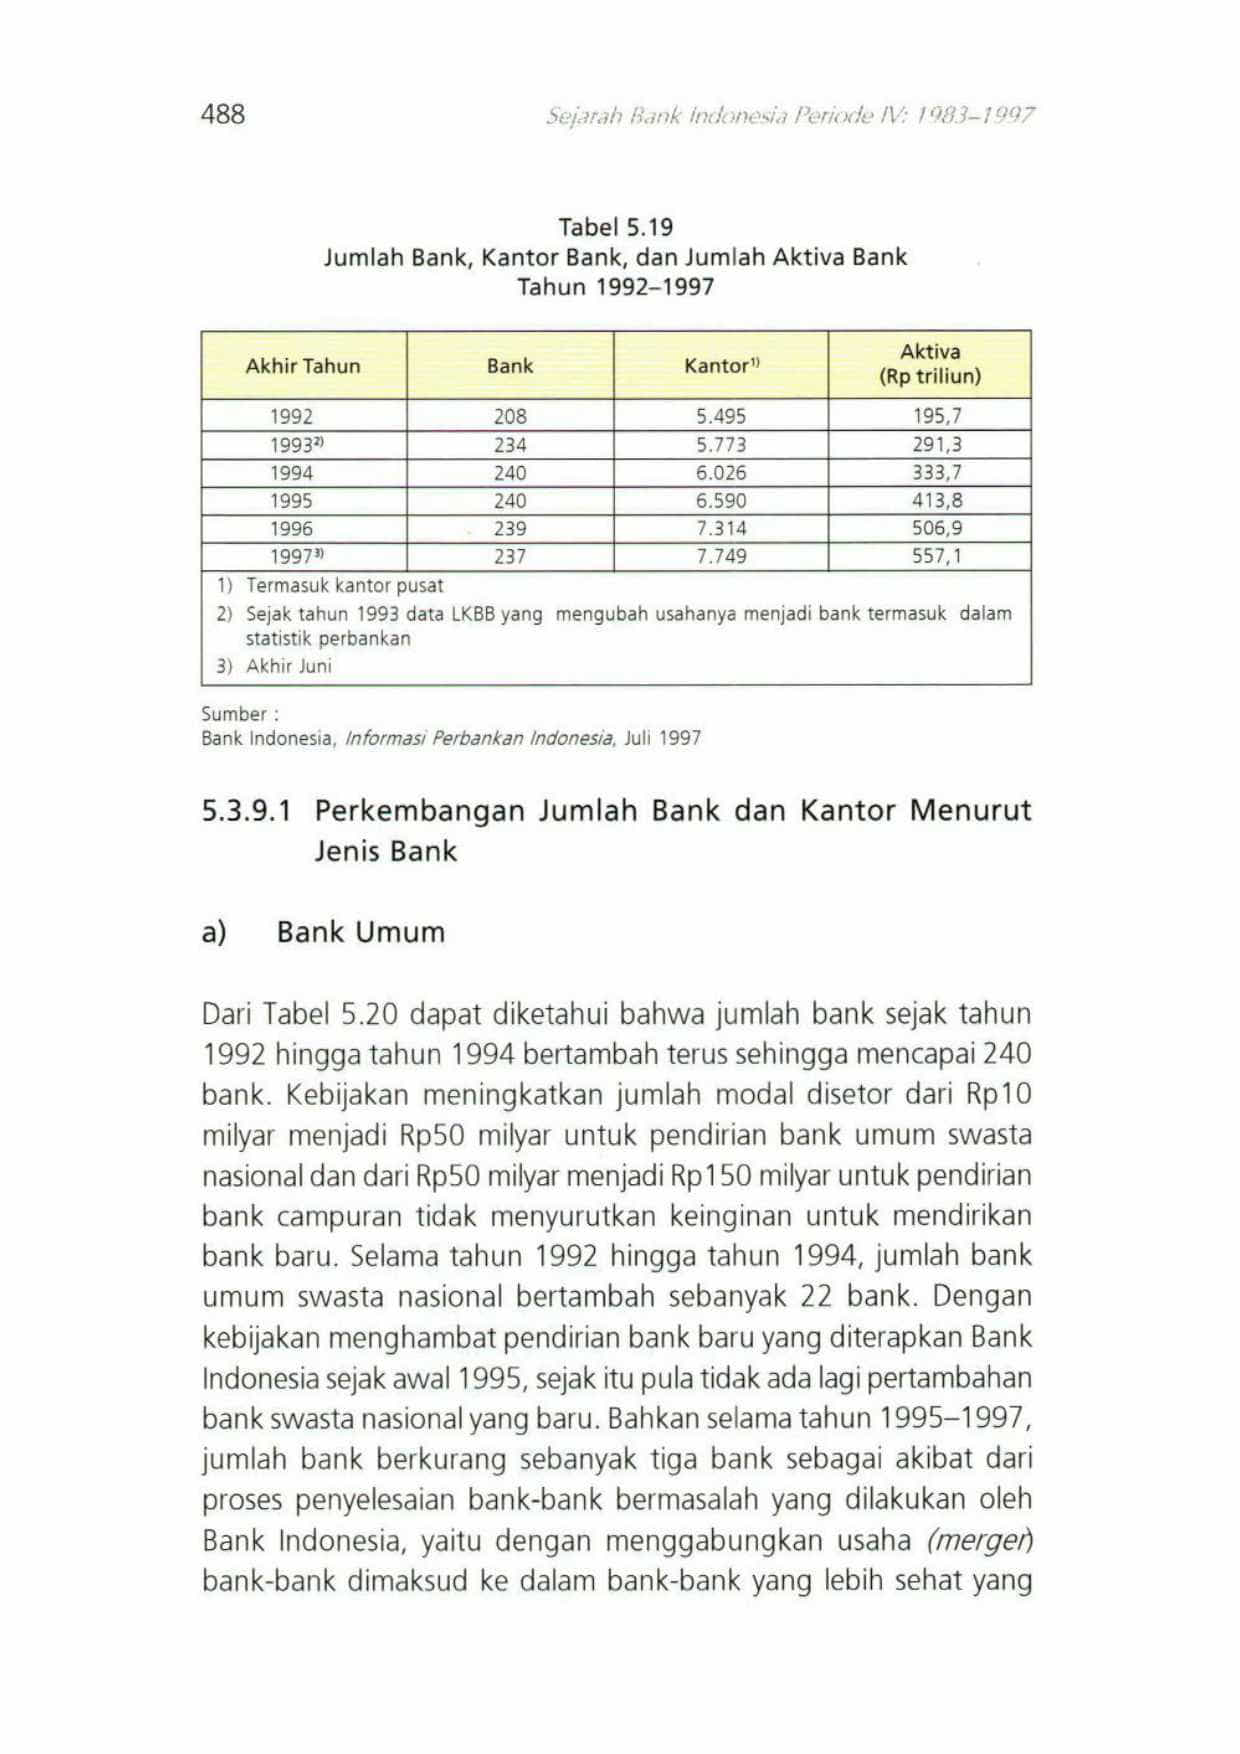 488
Sejarah Bank Indonesia Periode IV: 1983–1997
Tabel 5.19
Jumlah Bank, Kantor Bank, dan Jumlah Aktiva Bank
Tahun 1992–1997
Akhir Tahun Bank Kantor¹⁾ Aktiva (Rp triliun)
1992 208 5.495 195,7
1993²⁾ 234 5.773 291,3
1994 240 6.026 333,7
1995 240 6.590 413,8
1996 239 7.314 506,9
1997³⁾ 237 7.749 557,1
1) Termasuk kantor pusat
2) Sejak tahun 1993 data LKBB yang mengubah usahanya menjadi bank termasuk dalam
statistik perbankan
3) Akhir Juni
Sumber :
Bank Indonesia, Informasi Perbankan Indonesia, Juli 1997
5.3.9.1 Perkembangan Jumlah Bank dan Kantor Menurut
Jenis Bank
a) Bank Umum
Dari Tabel 5.20 dapat diketahui bahwa jumlah bank sejak tahun
1992 hingga tahun 1994 bertambah terus sehingga mencapai 240
bank. Kebijakan meningkatkan jumlah modal disetor dari Rp10
milyar menjadi Rp50 milyar untuk pendirian bank umum swasta
nasional dan dari Rp50 milyar menjadi Rp150 milyar untuk pendirian
bank campuran tidak menyurutkan keinginan untuk mendirikan
bank baru. Selama tahun 1992 hingga tahun 1994, jumlah bank
umum swasta nasional bertambah sebanyak 22 bank. Dengan
kebijakan menghambat pendirian bank baru yang diterapkan Bank
Indonesia sejak awal 1995, sejak itu pula tidak ada lagi pertambahan
bank swasta nasional yang baru. Bahkan selama tahun 1995–1997,
jumlah bank berkurang sebanyak tiga bank sebagai akibat dari
proses penyelesaian bank-bank bermasalah yang dilakukan oleh
Bank Indonesia, yaitu dengan menggabungkan usaha (merger)
bank-bank dimaksud ke dalam bank-bank yang lebih sehat yang